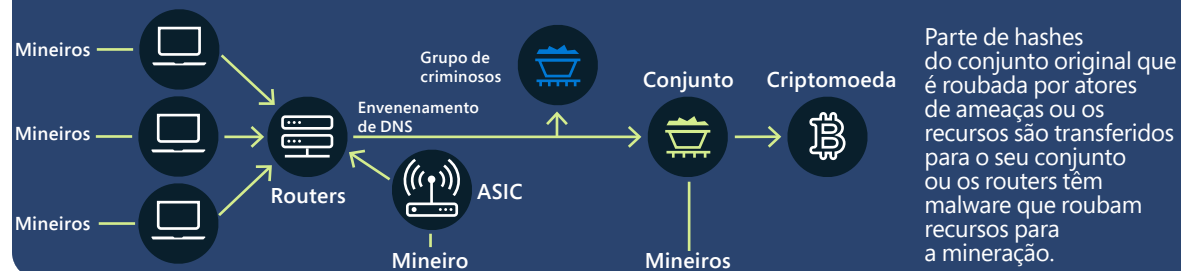 Mineiros
Mineiros
Mineiros
Routers
Envenenamento
de DNS
Grupo de
criminosos
ASIC
Mineiro
Conjunto
Mineiros
Criptomoeda
Parte de hashes
do conjunto original que
é roubada por atores
de ameaças ou os
recursos são transferidos
para o seu conjunto
ou os routers têm
malware que roubam
recursos para
a mineração.